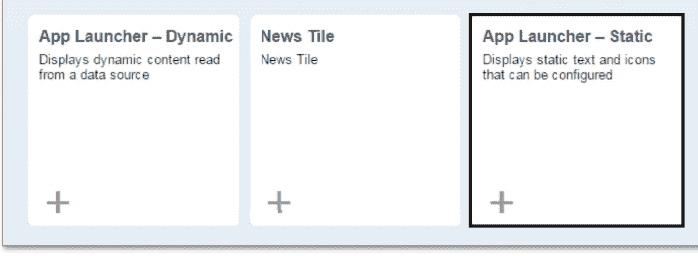 App Launcher – Dynamic
Displays dynamic content read
from a data source
News Tile
News Tile
App Launcher – Static
Displays static text and icons
that can be configured